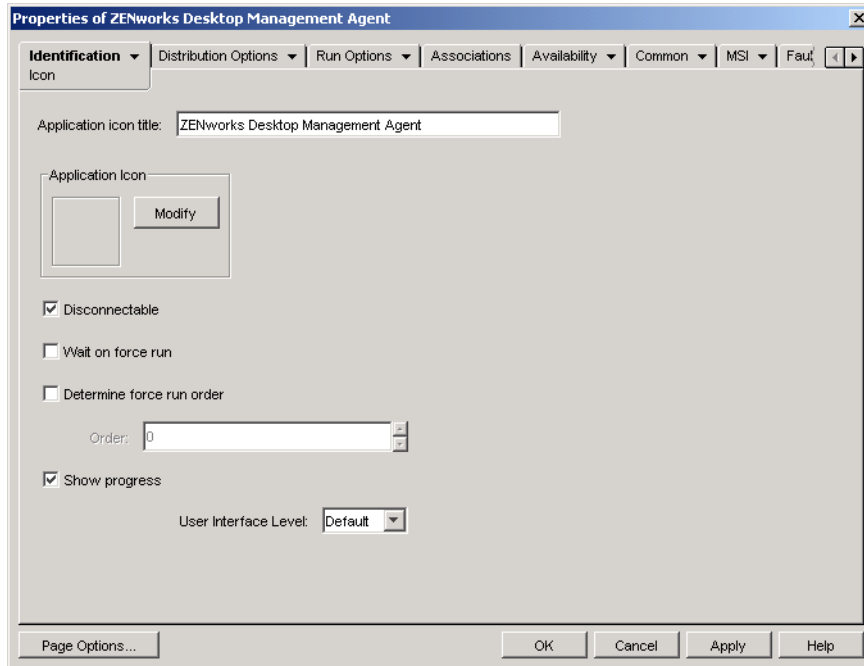 Properties of ZENworks Desktop Management Agent
Identification Distribution Options Run Options Associations Availability Common MSI
Icon
Application icon title: ZENworks Desktop Management Agent
Application Icon
Modify
Disconnectable
Wait on force run
Determine force run order
Order: 0
Show progress
User Interface Level: Default
Page Options... OK Cancel Apply Help